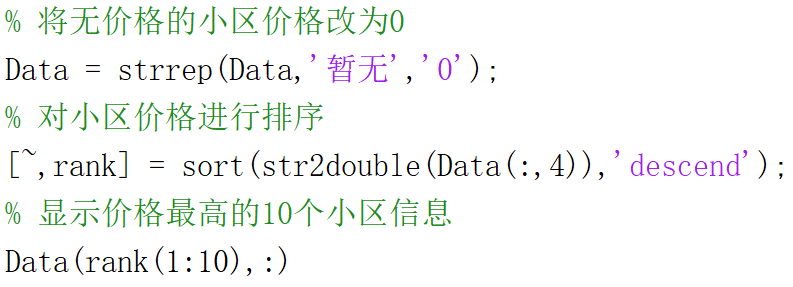 % 将无价格的小区价格改为0
Data = strrep(Data,'暂无','0');
% 对小区价格进行排序
[~,rank] = sort(str2double(Data(:,4)),'descend');
% 显示价格最高的10个小区信息
Data(rank(1:10),:)